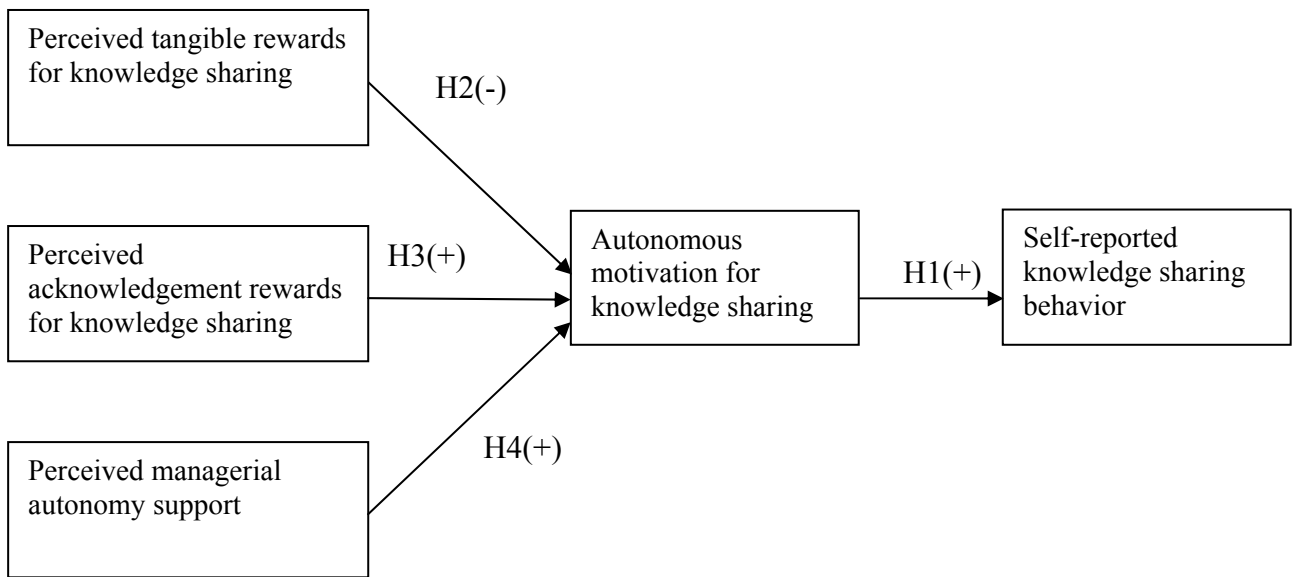 Perceived tangible rewards
for knowledge sharing
H2(-)
Perceived
acknowledgement rewards
for knowledge sharing
H3(+)
Autonomous
motivation for
knowledge sharing
H1(+)
Self-reported
knowledge sharing
behavior
H4(+)
Perceived managerial
autonomy support